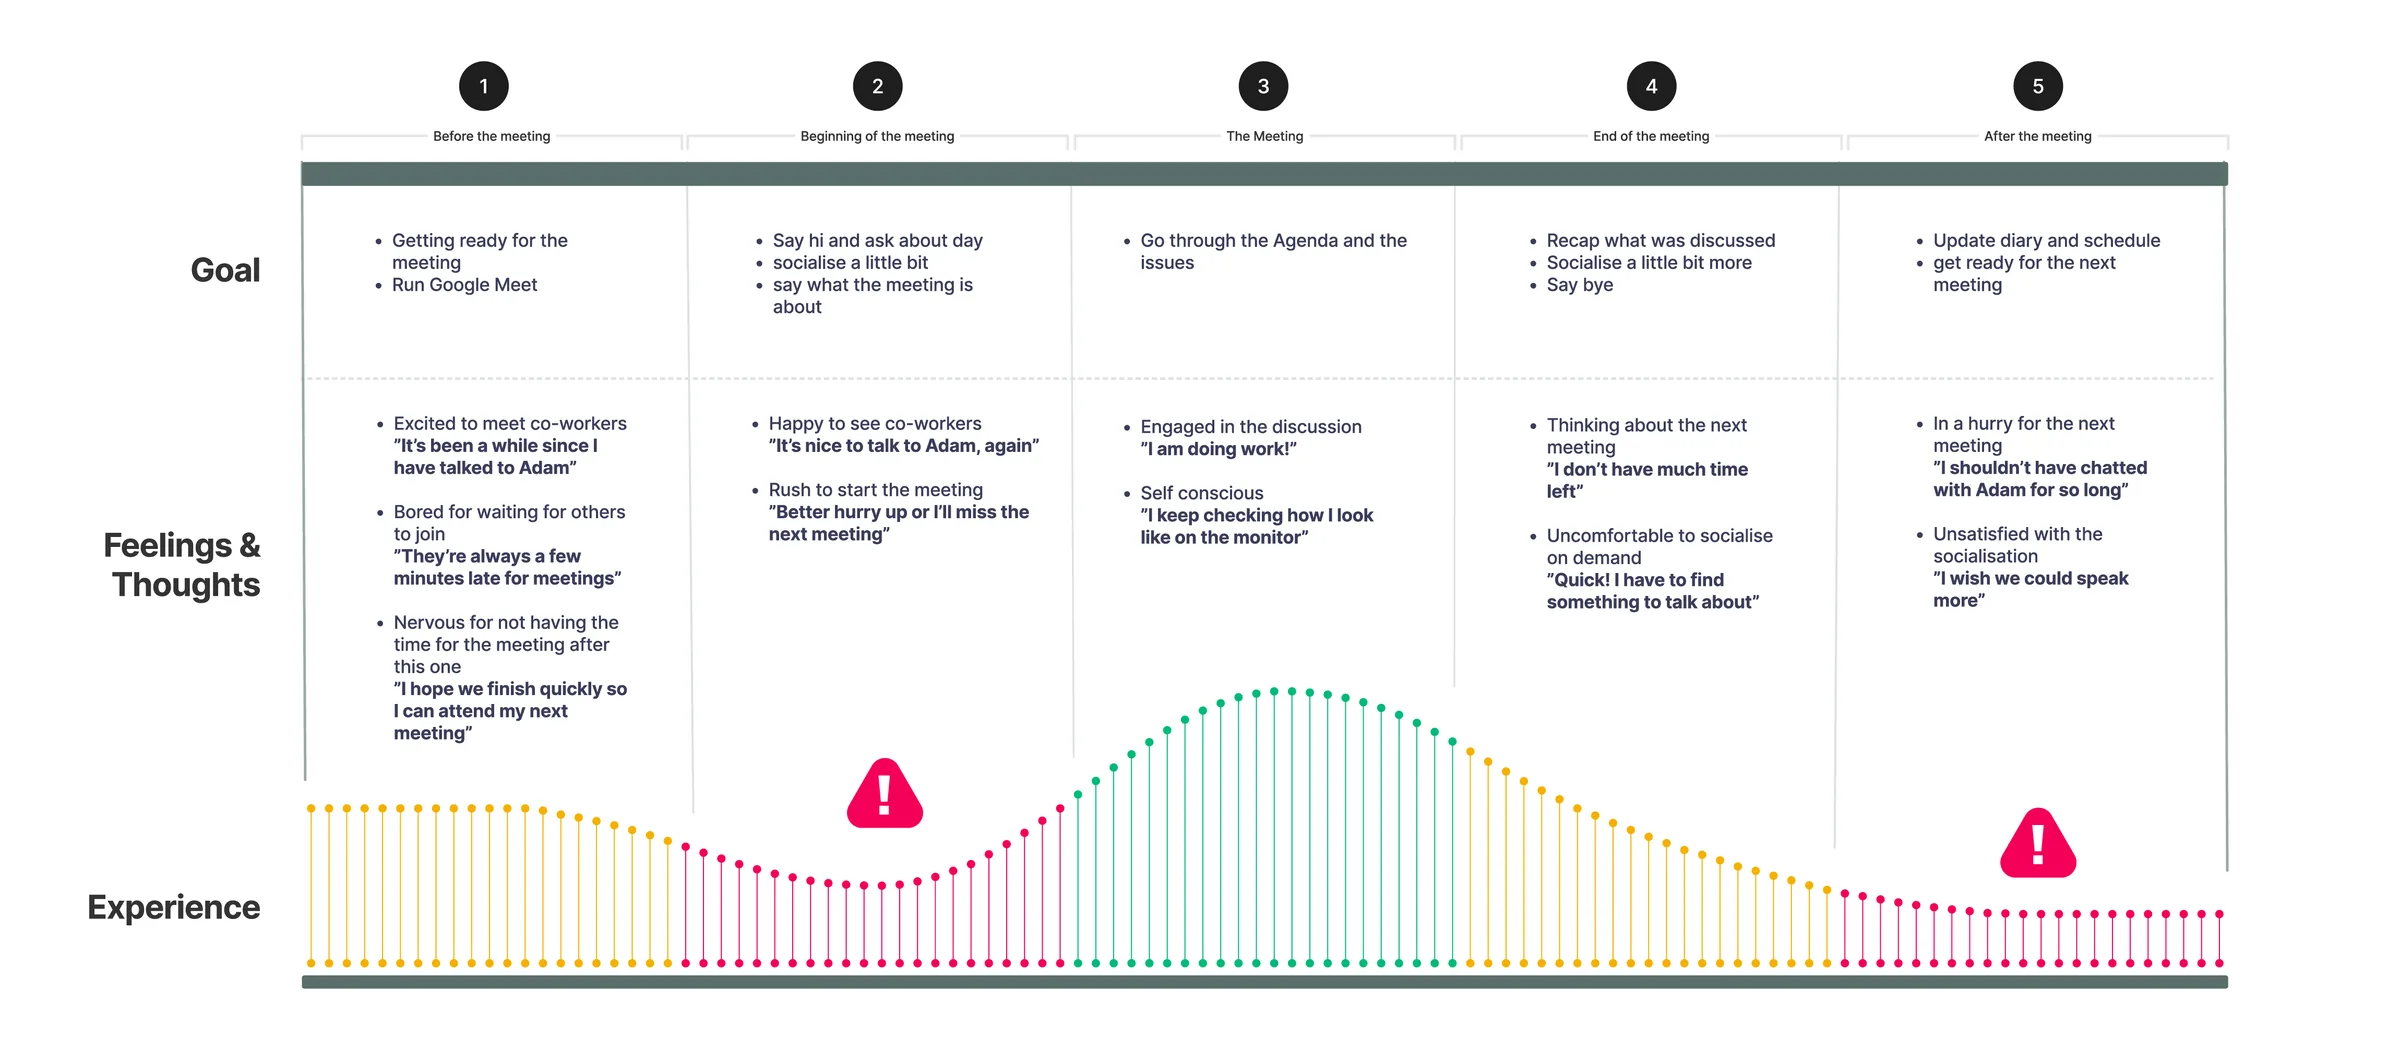 1
2
3
4
5
Before the meeting
Beginning of the meeting
The Meeting
End of the meeting
After the meeting
Goal
• Getting ready for the
meeting
• Run Google Meet
• Say hi and ask about day
• socialise a little bit
• say what the meeting is
about
• Go through the Agenda and the
issues
• Recap what was discussed
• Socialise a little bit more
• Say bye
• Update diary and schedule
• get ready for the next
meeting
Feelings &
Thoughts
• Excited to meet co-workers
”It’s been a while since I
have talked to Adam”
• Bored for waiting for others
to join
”They’re always a few
minutes late for meetings”
• Nervous for not having the
time for the meeting after
this one
”I hope we finish quickly so
I can attend my next
meeting”
• Happy to see co-workers
”It’s nice to talk to Adam, again”
• Rush to start the meeting
”Better hurry up or I’ll miss the
next meeting”
• Engaged in the discussion
”I am doing work!”
• Self conscious
”I keep checking how I look
like on the monitor”
• Thinking about the next
meeting
”I don’t have much time
left”
• Uncomfortable to socialise
on demand
”Quick! I have to find
something to talk about”
• In a hurry for the next
meeting
”I shouldn’t have chatted
with Adam for so long”
• Unsatisfied with the
socialisation
”I wish we could speak
more”
!
!
Experience